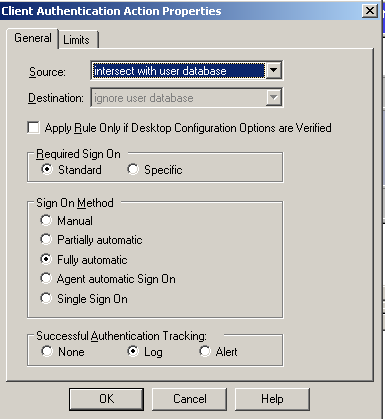 Client Authentication Action Properties
General
Limits
Source:
intersect with user database
Destination:
ignore user database
Apply Rule Only if Desktop Configuration Options are Verified
Required Sign On
Standard
Specific
Sign On Method
Manual
Partially automatic
Fully automatic
Agent automatic Sign On
Single Sign On
Successful Authentication Tracking:
None
Log
Alert
OK
Cancel
Help